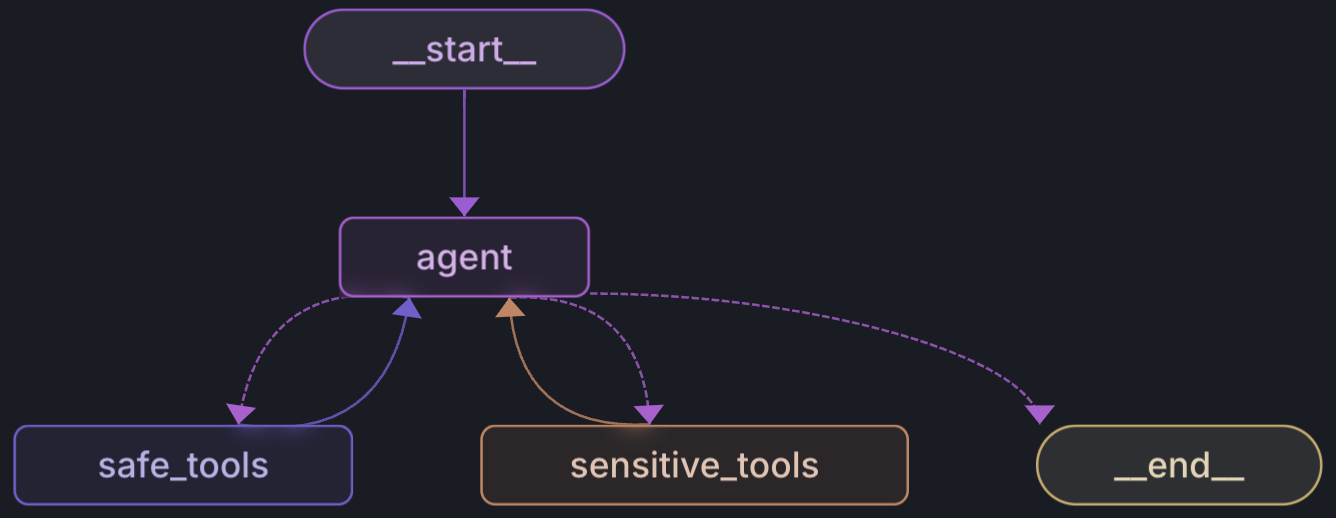 __start__
agent
safe_tools
sensitive_tools
__end__